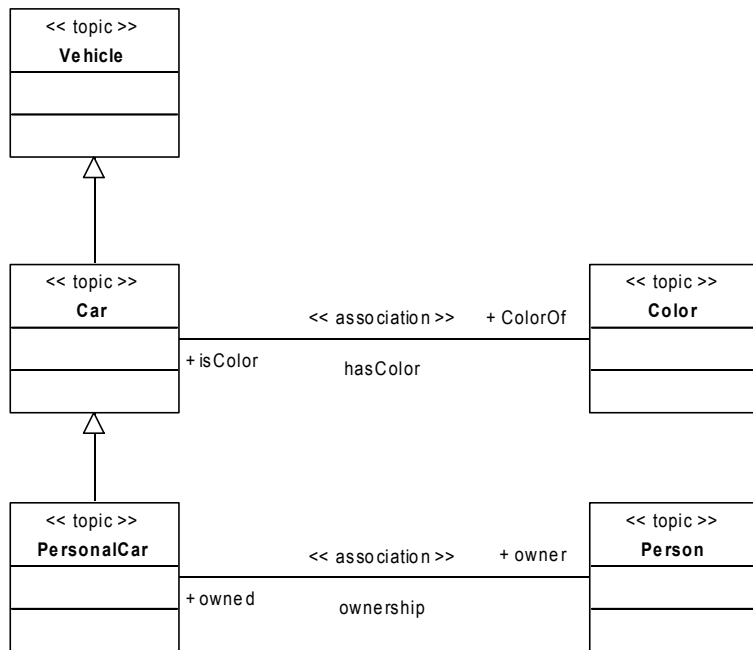 << topic >>
Vehicle
<< topic >>
Car
<< association >>
+ ColorOf
<< topic >>
Color
+ isColor
hasColor
<< topic >>
PersonalCar
<< association >>
+ owner
<< topic >>
Person
+ owned
ownership